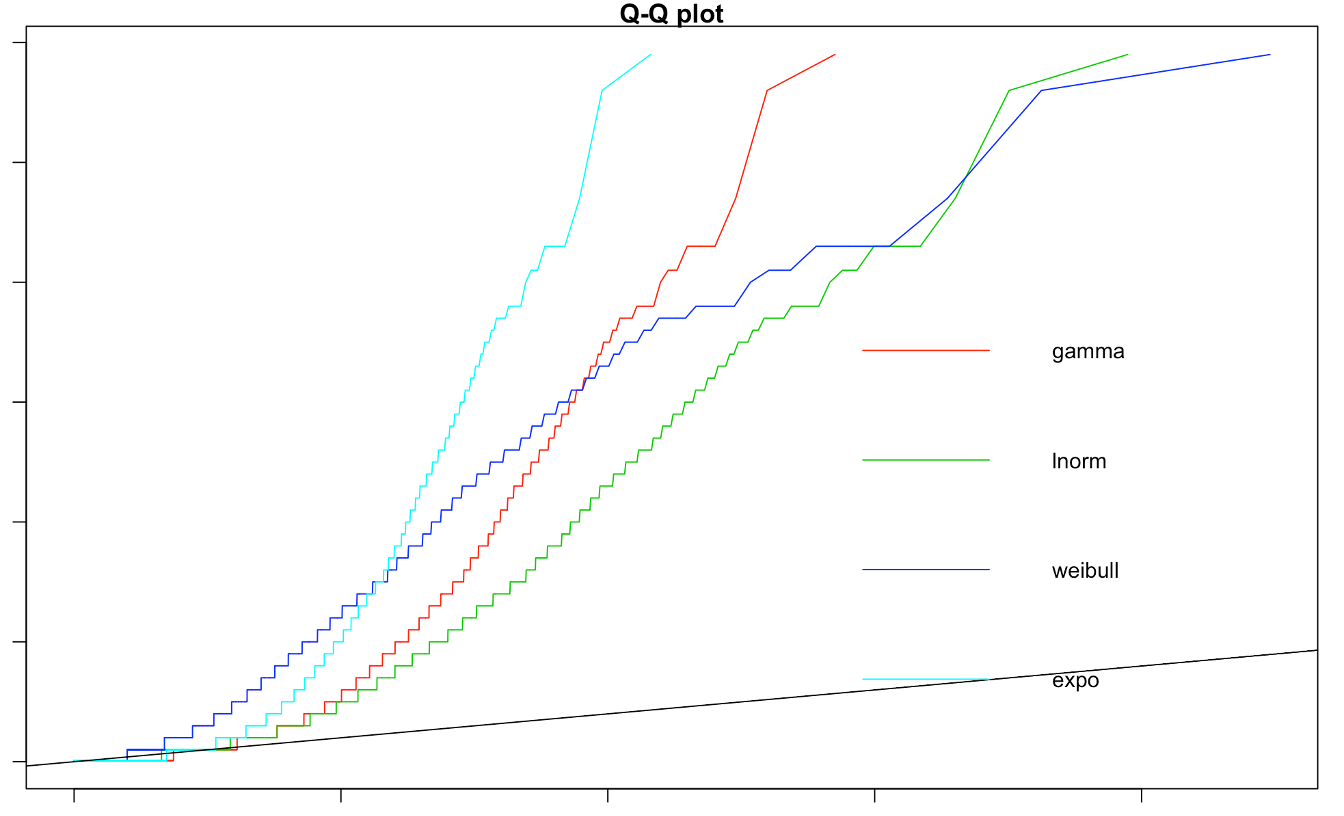 Q-Q plot
gamma
lnorm
weibull
expo